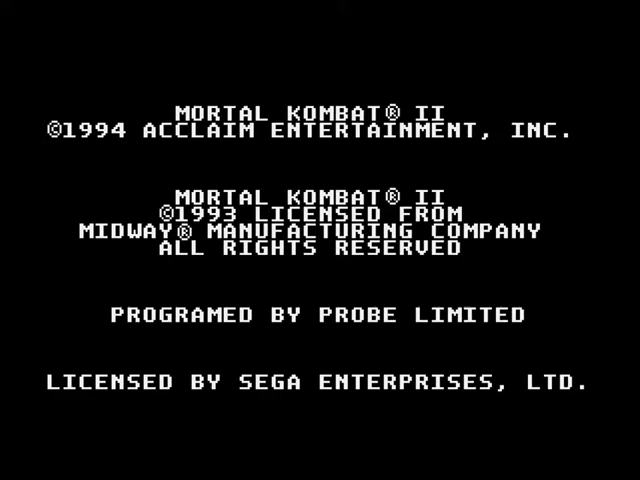 MORTAL KOMBAT® II
©1994 ACCLAIM ENTERTAINMENT, INC.
MORTAL KOMBAT® II
©1993 LICENSED FROM
MIDWAY® MANUFACTURING COMPANY
ALL RIGHTS RESERVED
PROGRAMED BY PROBE LIMITED
LICENSED BY SEGA ENTERPRISES, LTD.